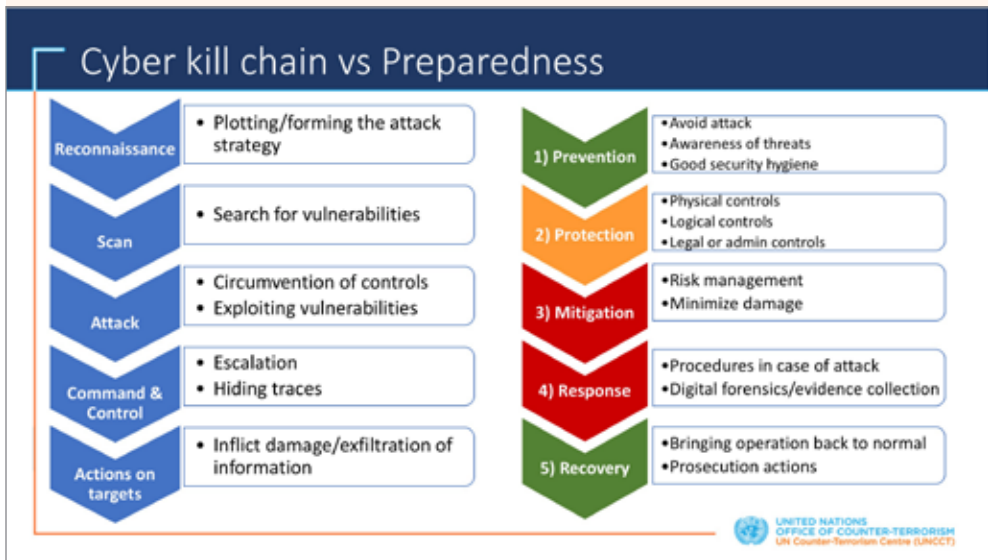 Cyber kill chain vs Preparedness
Reconnaissance
• Plotting/forming the attack
strategy
Scan
• Search for vulnerabilities
Attack
• Circumvention of controls
• Exploiting vulnerabilities
Command &
Control
• Escalation
• Hiding traces
Actions on
targets
• Inflict damage/exfiltration of
information
1) Prevention
•Avoid attack
•Awareness of threats
•Good security hygiene
2) Protection
•Physical controls
•Logical controls
•Legal or admin controls
3) Mitigation
•Risk management
•Minimize damage
4) Response
•Procedures in case of attack
•Digital forensics/evidence collection
5) Recovery
•Bringing operation back to normal
•Prosecution actions
UNITED NATIONS
OFFICE OF COUNTER-TERRORISM
UN Counter-Terrorism Centre (UNCCT)